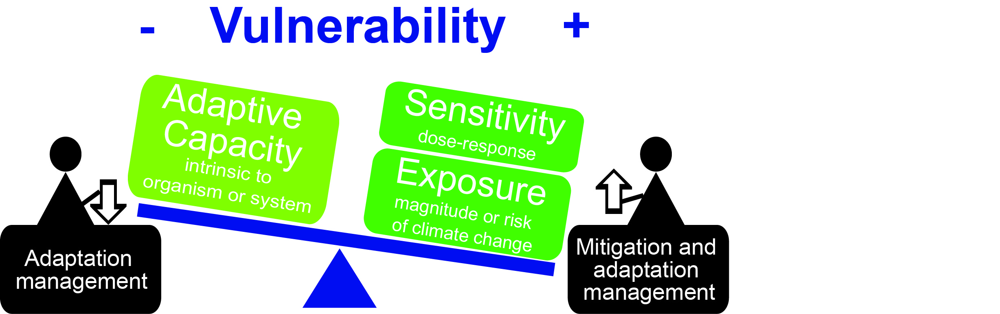 - Vulnerability +
Adaptive
Capacity
intrinsic to
organism or system
Sensitivity
dose-response
Exposure
magnitude or risk
of climate change
Adaptation
management
Mitigation and
adaptation
management